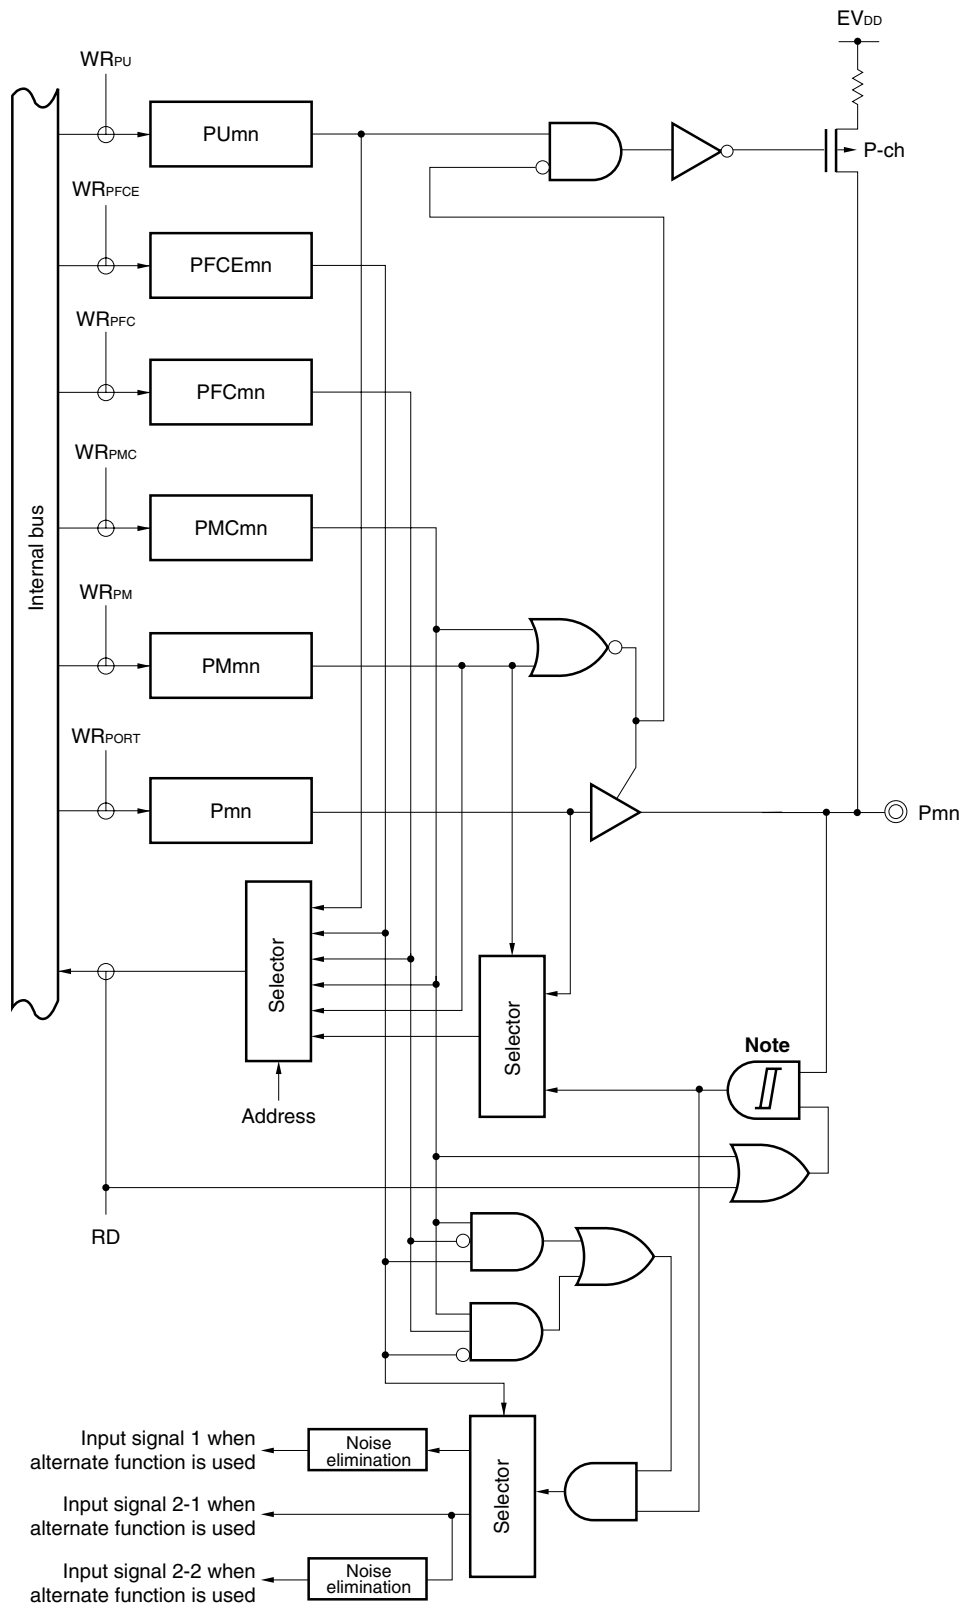 EVDD
WRPU
PUmn
P-ch
WRPFCE
PFCEmn
WRPFC
PFCmn
WRPMC
PMCmn
Internal bus
WRPM
PMmn
WRPORT
Pmn
Pmn
Selector
Selector
Note
Address
RD
Input signal 1 when
alternate function is used
Noise
elimination
Selector
Input signal 2-1 when
alternate function is used
Input signal 2-2 when
alternate function is used
Noise
elimination